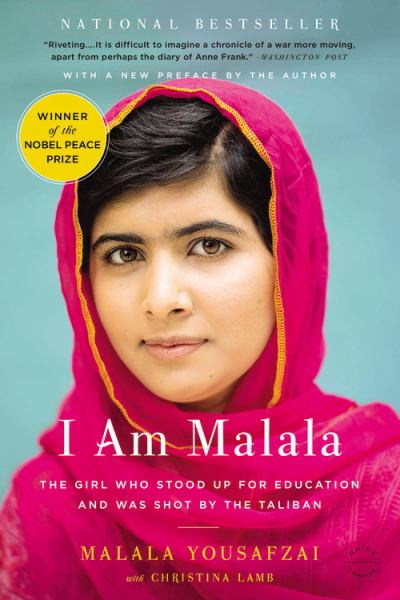 NATIONAL BESTSELLER
“Riveting....It is difficult to imagine a chronicle of a war more moving,
apart from perhaps the diary of Anne Frank.” –WASHINGTON POST
WITH A NEW PREFACE BY THE AUTHOR
WINNER
of the
NOBEL PEACE
PRIZE
I Am Malala
THE GIRL WHO STOOD UP FOR EDUCATION
AND WAS SHOT BY THE TALIBAN
MALALA YOUSAFZAI
with CHRISTINA LAMB
GUIDE
INSIDE